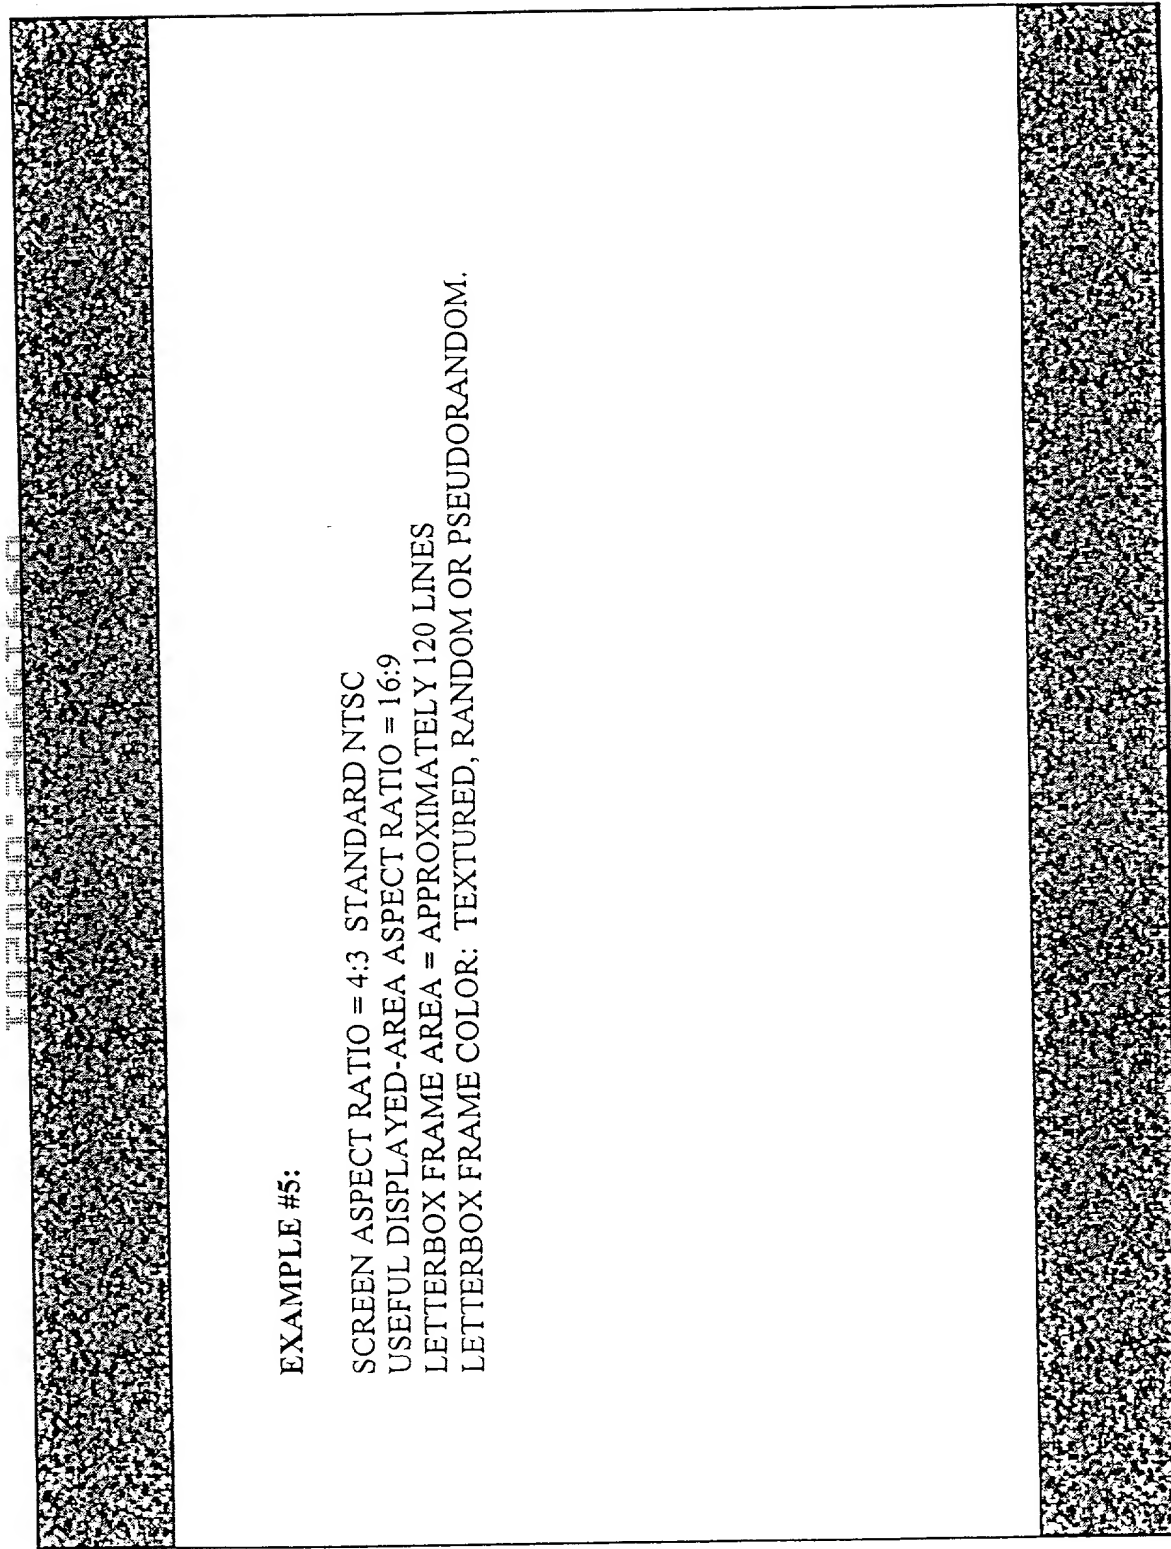 EXAMPLE #5:
SCREEN ASPECT RATIO = 4:3 STANDARD NTSC
USEFUL DISPLAYED-AREA ASPECT RATIO = 16:9
LETTERBOX FRAME AREA = APPROXIMATELY 120 LINES
LETTERBOX FRAME COLOR: TEXTURED, RANDOM OR PSEUDORANDOM.